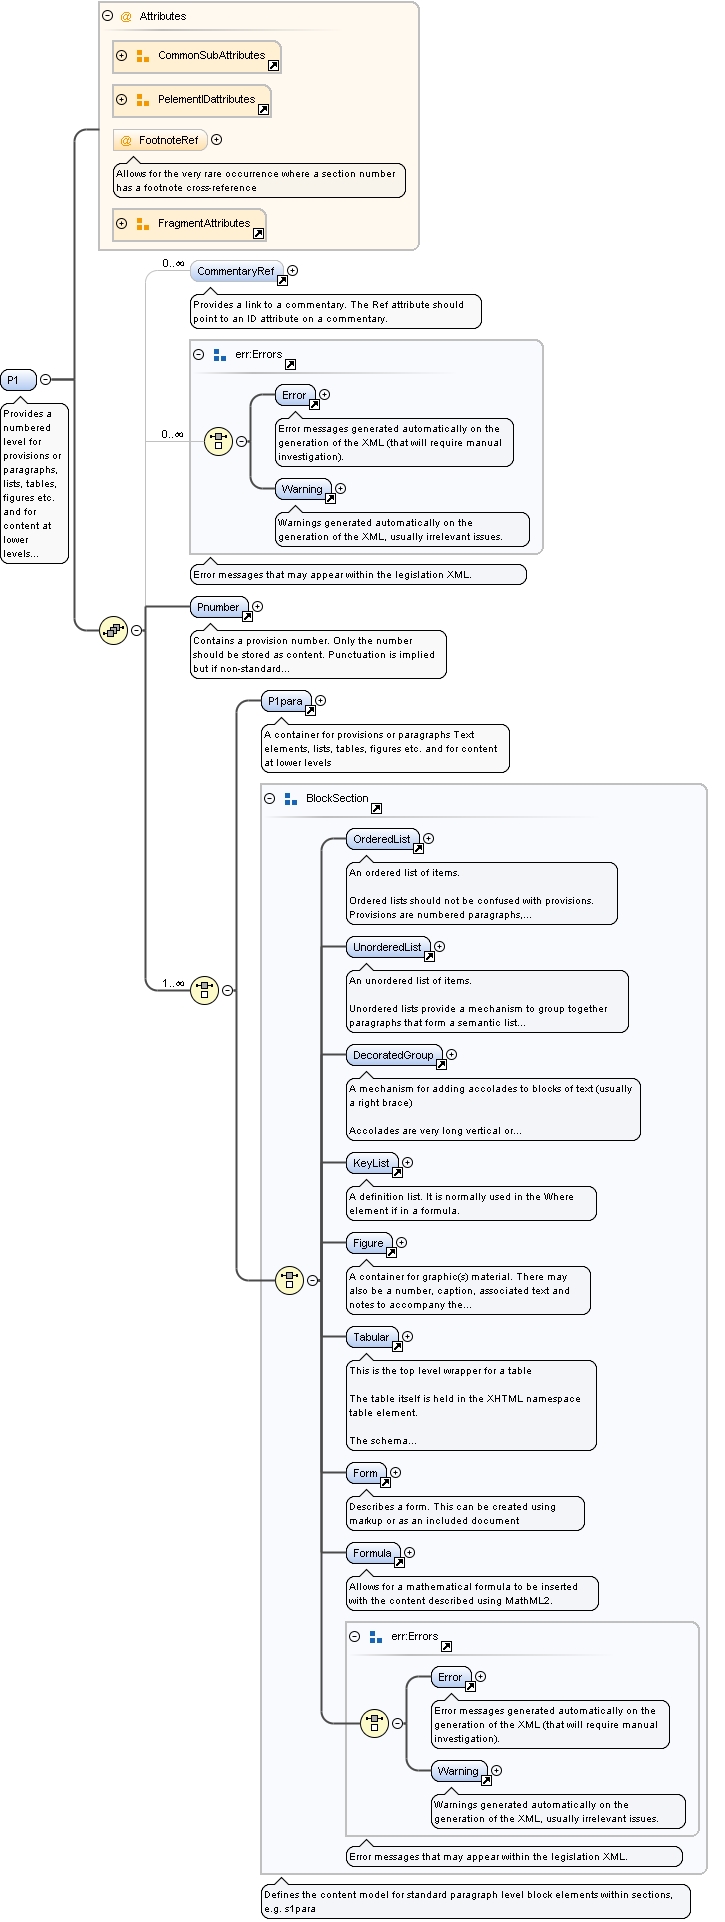 Attributes
CommonSubAttributes
PelementIDattributes
@ FootnoteRef
Allows for the very rare occurrence where a section number
has a footnote cross-reference
FragmentAttributes
0..∞
CommentaryRef
Provides a link to a commentary. The Ref attribute should
point to an ID attribute on a commentary.
err:Errors
P1
Provides a
numbered
level for
provisions or
paragraphs,
lists, tables,
figures etc.
and for
content at
lower
levels...
0..∞
Error
Error messages generated automatically on the
generation of the XML (that will require manual
investigation).
Warning
Warnings generated automatically on the
generation of the XML, usually irrelevant issues.
Error messages that may appear within the legislation XML.
Pnumber
Contains a provision number. Only the number
should be stored as content. Punctuation is implied
but if non-standard...
P1para
A container for provisions or paragraphs Text
elements, lists, tables, figures etc. and for content
at lower levels
BlockSection
OrderedList
An ordered list of items.
Ordered lists should not be confused with provisions.
Provisions are numbered paragraphs,...
UnorderedList
An unordered list of items.
1..∞
Unordered lists provide a mechanism to group together
paragraphs that form a semantic list...
DecoratedGroup
A mechanism for adding accolades to blocks of text (usually
a right brace)
Accolades are very long vertical or...
KeyList
A definition list. It is normally used in the Where
element if in a formula.
Figure
A container for graphic(s) material. There may
also be a number, caption, associated text and
notes to accompany the...
Tabular
This is the top level wrapper for a table
The table itself is held in the XHTML namespace
table element.
The schema...
Form
Describes a form. This can be created using
markup or as an included document
Formula
Allows for a mathematical formula to be inserted
with the content described using MathML2.
err:Errors
Error
Error messages generated automatically on the
generation of the XML (that will require manual
investigation).
Warning
Warnings generated automatically on the
generation of the XML, usually irrelevant issues.
Error messages that may appear within the legislation XML.
Defines the content model for standard paragraph level block elements within sections,
e.g. s1para